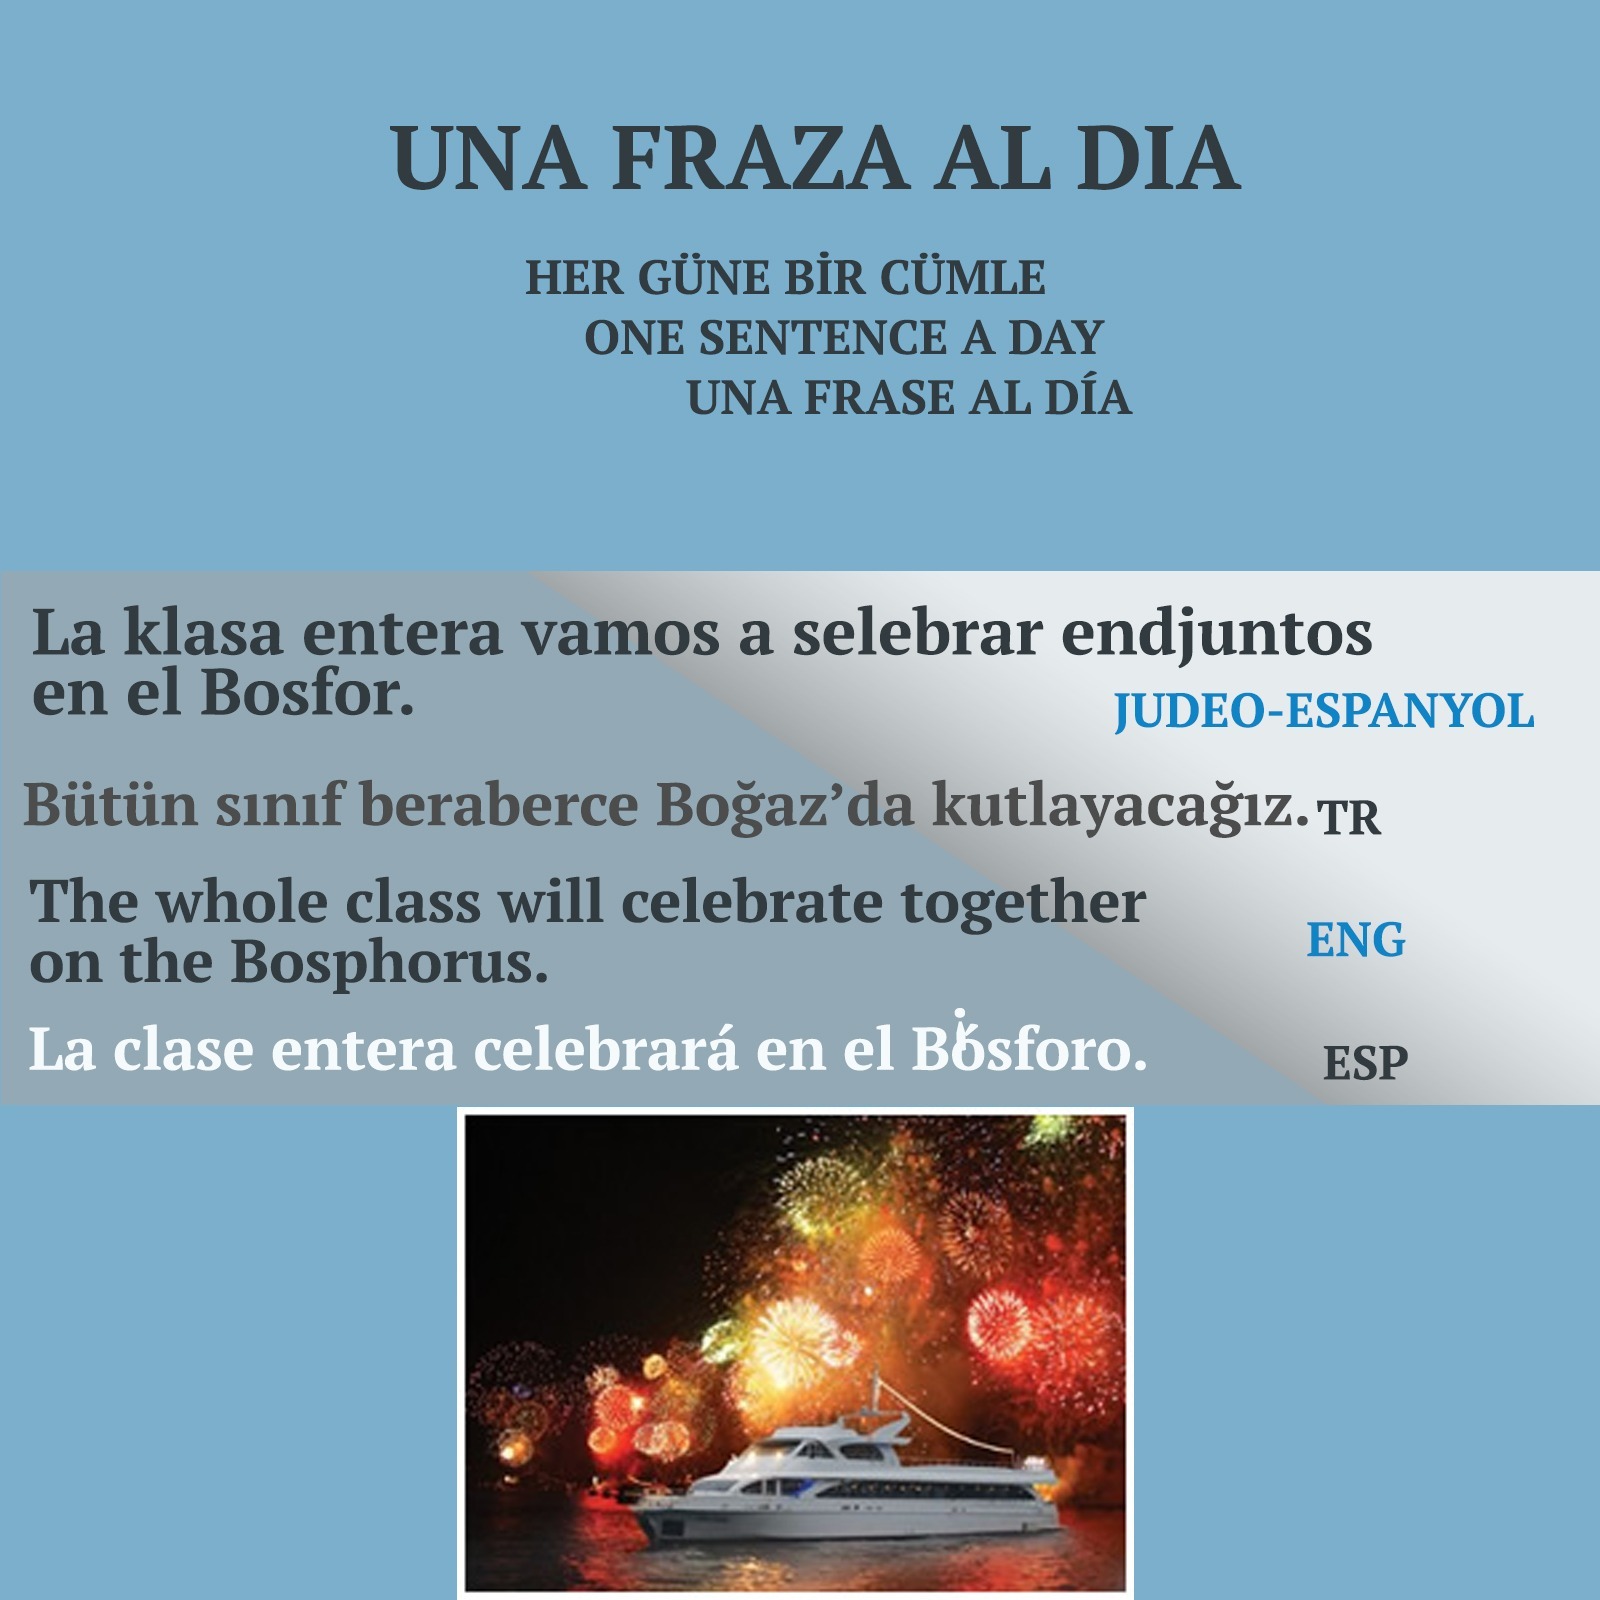 UNA FRAZA AL DIA
HER GÜNE BİR CÜMLE
ONE SENTENCE A DAY
UNA FRASE AL DÍA
La klasa entera vamos a selebrar endjuntos
en el Bosfor.
JUDEO-ESPANYOL
Bütün sınıf beraberce Boğaz’da kutlayacağız.
TR
The whole class will celebrate together
on the Bosphorus.
ENG
La clase entera celebrará en el Bósforo.
ESP